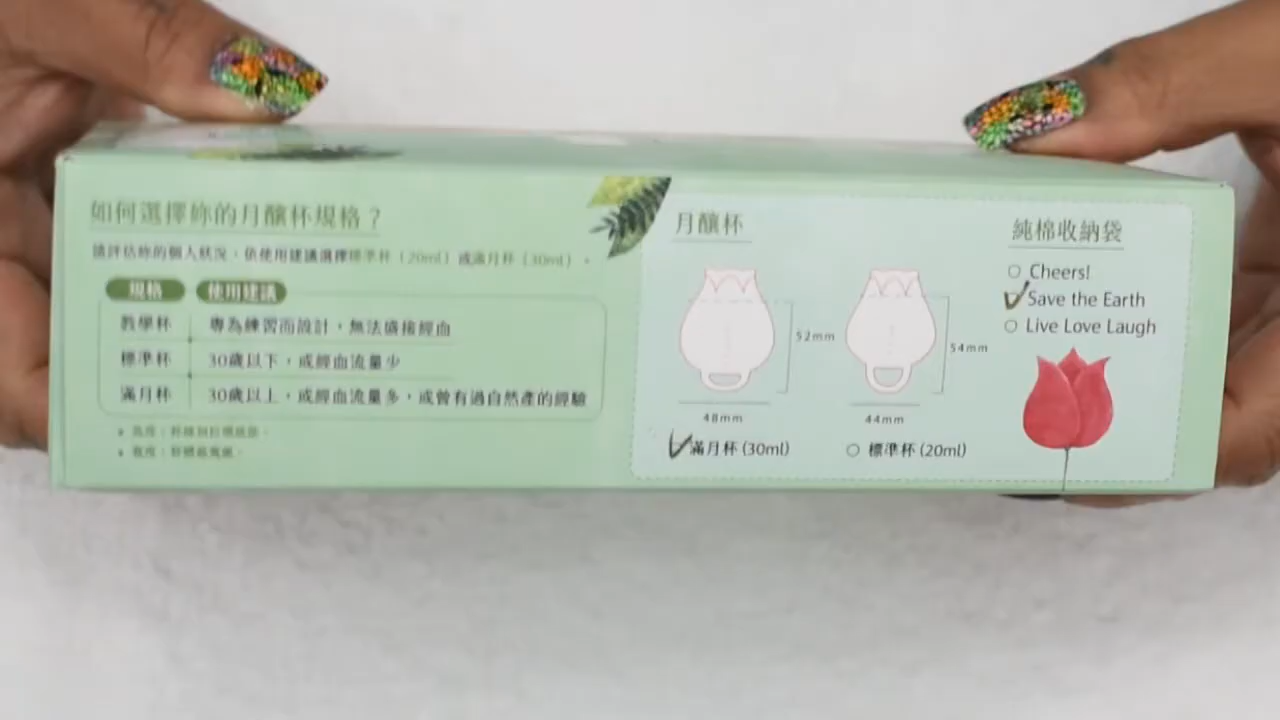 如何選擇妳的月釀杯規格？
請評估妳的個人狀況，依使用建議選擇標準杯（20ml）或滿月杯（30ml）。
規格 使用建議
教學杯 專為練習而設計，無法盛接經血
標準杯 30歲以下，或經血流量少
滿月杯 30歲以上，或經血流量多，或曾有過自然產的經驗
月釀杯
52mm
54mm
48mm
44mm
滿月杯 (30ml)
標準杯 (20ml)
純棉收納袋
Cheers!
Save the Earth
Live Love Laugh